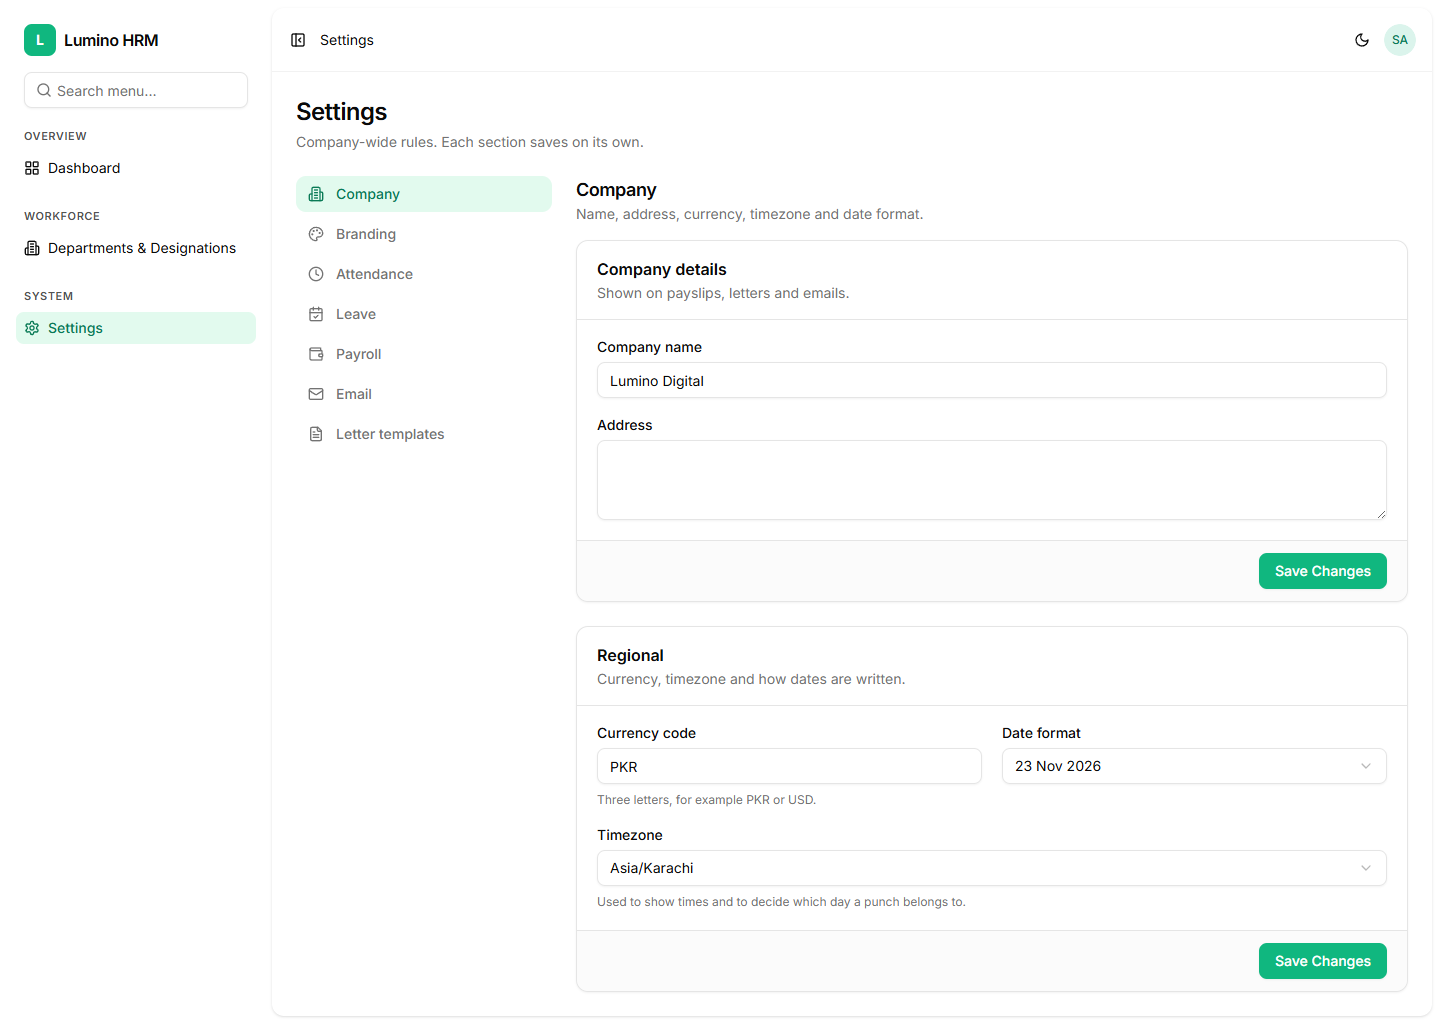 L
Lumino HRM
Search menu...
OVERVIEW
Dashboard
WORKFORCE
Departments & Designations
SYSTEM
Settings
Settings
SA
Settings
Company-wide rules. Each section saves on its own.
Company
Branding
Attendance
Leave
Payroll
Email
Letter templates
Company
Name, address, currency, timezone and date format.
Company details
Shown on payslips, letters and emails.
Company name
Lumino Digital
Address
Save Changes
Regional
Currency, timezone and how dates are written.
Currency code
PKR
Three letters, for example PKR or USD.
Date format
23 Nov 2026
Timezone
Asia/Karachi
Used to show times and to decide which day a punch belongs to.
Save Changes